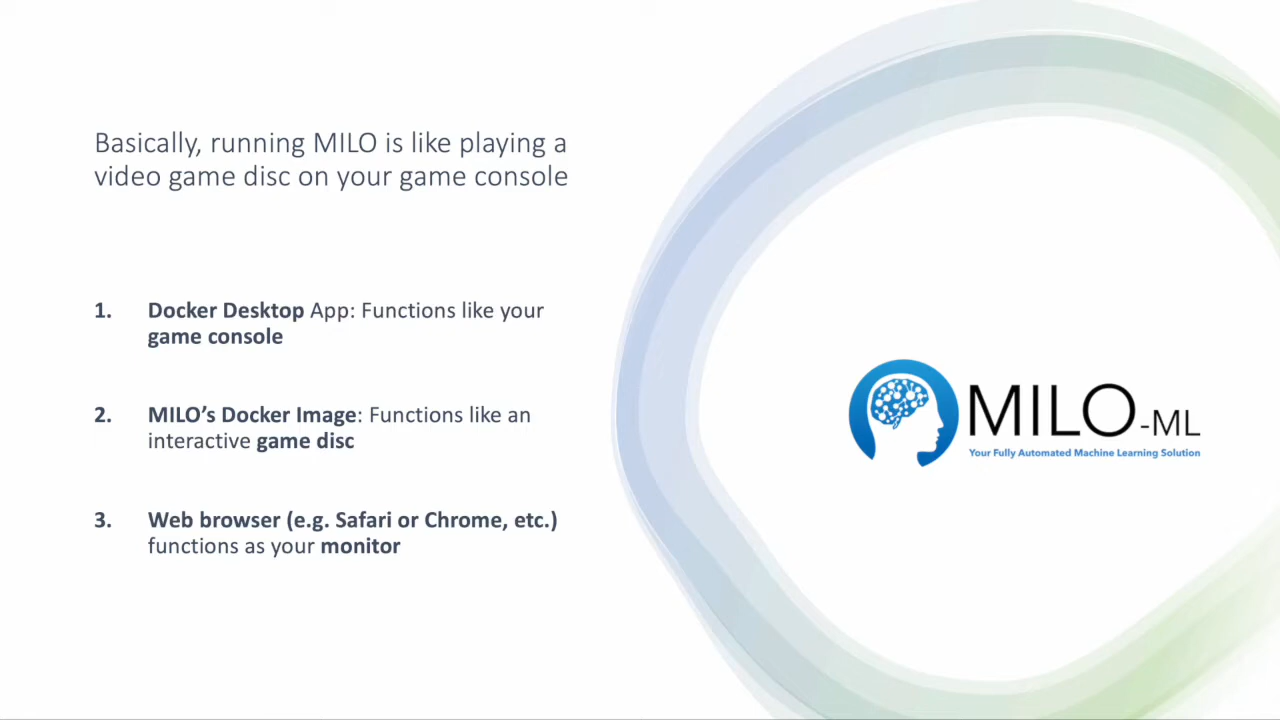 Basically, running MILO is like playing a
video game disc on your game console
1. Docker Desktop App: Functions like your
game console
2. MILO’s Docker Image: Functions like an
interactive game disc
3. Web browser (e.g. Safari or Chrome, etc.)
functions as your monitor
MILO-ML
Your Fully Automated Machine Learning Solution